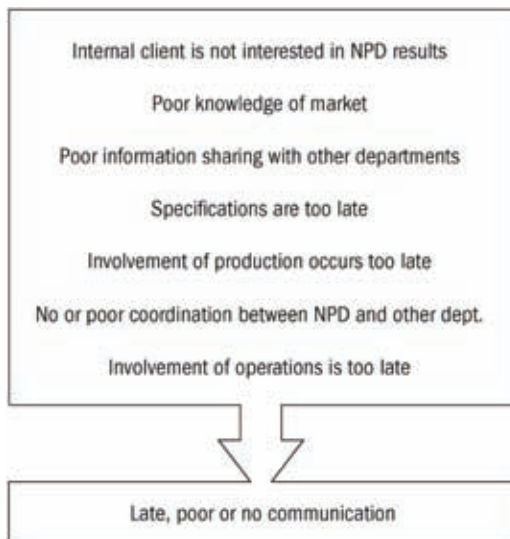 Internal client is not interested in NPD results
Poor knowledge of market
Poor information sharing with other departments
Specifications are too late
Involvement of production occurs too late
No or poor coordination between NPD and other dept.
Involvement of operations is too late
Late, poor or no communication